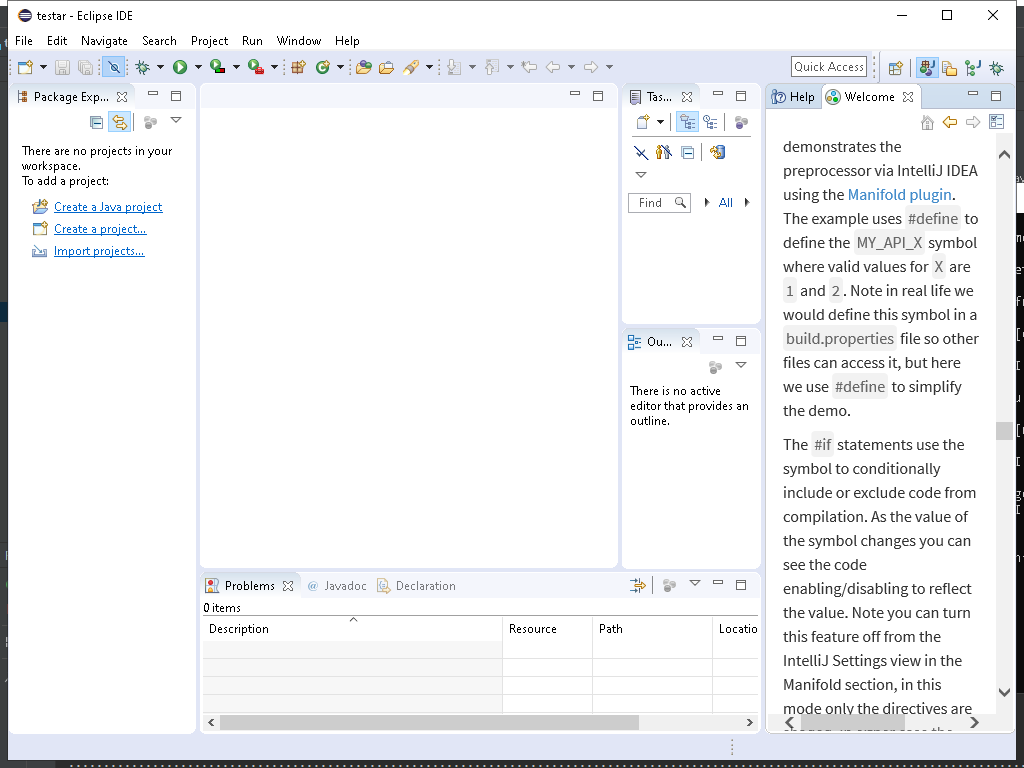 testar - Eclipse IDE
File Edit Navigate Search Project Run Window Help
Quick Access
Package Exp...
There are no projects in your
workspace.
To add a project:
Create a Java project
Create a project...
Import projects...
Tas...
Find
All
Ou...
There is no active
editor that provides an
outline.
Problems @ Javadoc Declaration
0 items
Description Resource Path Locatio
Help Welcome
demonstrates the
preprocessor via IntelliJ IDEA
using the Manifold plugin.
The example uses #define to
define the MY_API_X symbol
where valid values for X are
1 and 2. Note in real life we
would define this symbol in a
build.properties file so other
files can access it, but here
we use #define to simplify
the demo.
The #if statements use the
symbol to conditionally
include or exclude code from
compilation. As the value of
the symbol changes you can
see the code
enabling/disabling to reflect
the value. Note you can turn
this feature off from the
IntelliJ Settings view in the
Manifold section, in this
mode only the directives are